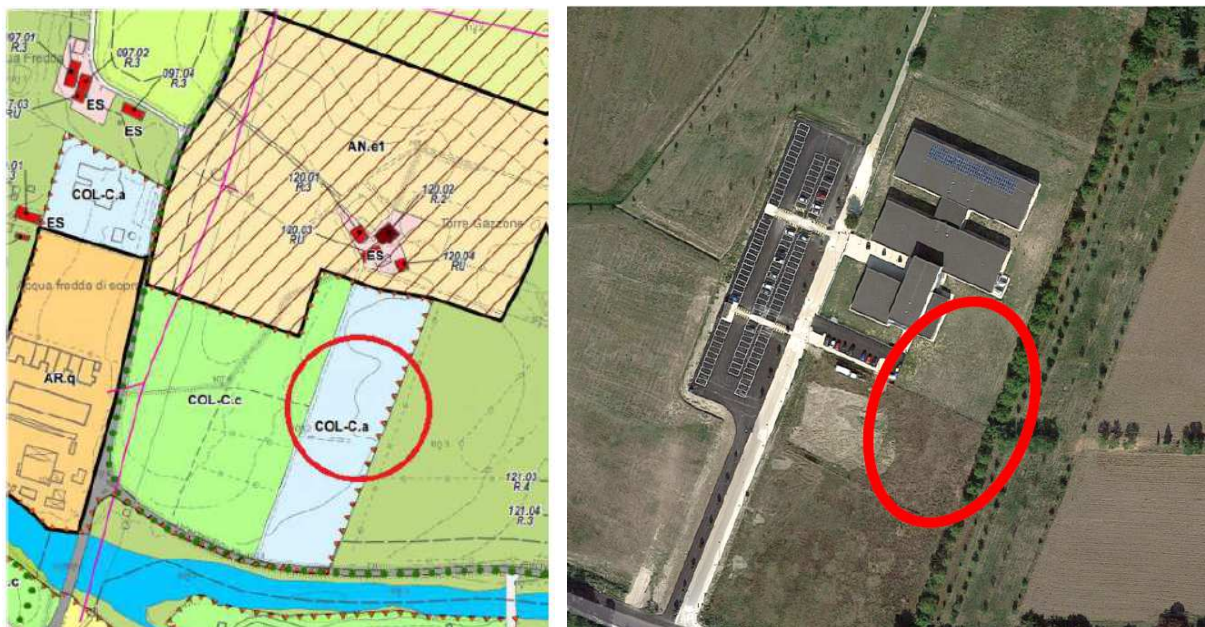 097.01
R.3
097.02
R.3
097.04
R.3
ES
RU
ES
COL-C.a
ES
AN.e1
120.01
R.3
120.02
R.2
Torre Gazzone
120.03
RU
ES
120.04
RU
Acqua fredda di sopra
AR.q
COL-C.c
COL-C.a
121.03
R.4
121.04
R.3